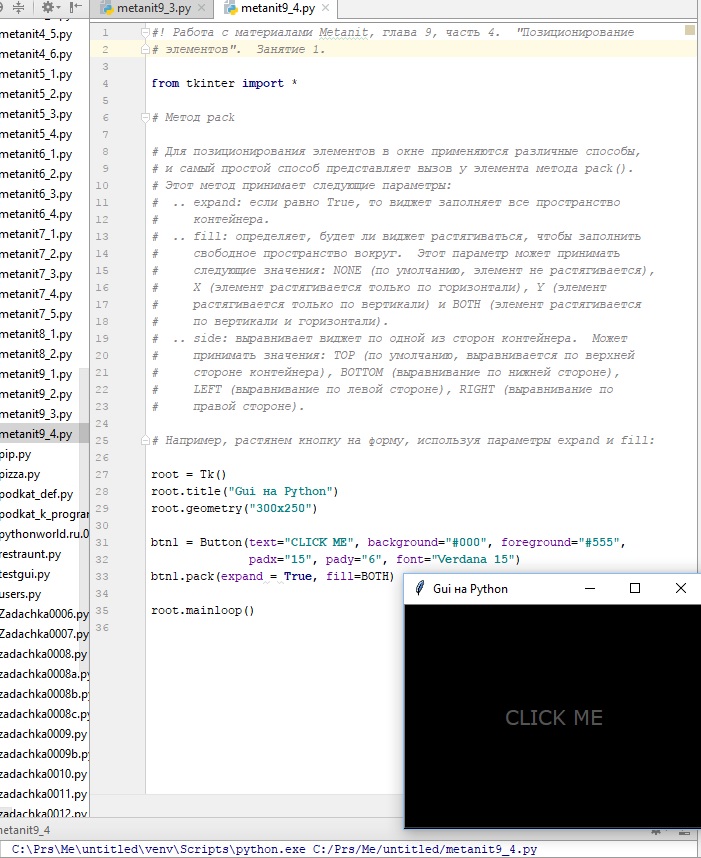 metanit9_3.py
metanit9_4.py
metanit4_5.py
metanit4_6.py
metanit5_1.py
metanit5_2.py
metanit5_3.py
metanit5_4.py
metanit6_1.py
metanit6_2.py
metanit6_3.py
metanit6_4.py
metanit7_1.py
metanit7_2.py
metanit7_3.py
metanit7_4.py
metanit7_5.py
metanit8_1.py
metanit8_2.py
metanit9_1.py
metanit9_2.py
metanit9_3.py
metanit9_4.py
pip.py
pizza.py
podkat_def.py
podkat_k_progran
pythonworld.ru.0
restraunt.py
testgui.py
users.py
Zadachka0006.py
Zadachka0007.py
zadachka0008.py
zadachka0008a.py
zadachka0008b.py
zadachka0008c.py
zadachka0009.py
zadachka0009b.py
zadachka0010.py
zadachka0011.py
zadachka0012.py
1 #! Работа с материалами Metanit, глава 9, часть 4.  "Позиционирование
2 # элементов".  Занятие 1.
3
4 from tkinter import *
5
6 # Метод pack
7
8 # Для позиционирования элементов в окне применяются различные способы,
9 # и самый простой способ представляет вызов у элемента метода pack().
10 # Этот метод принимает следующие параметры:
11 #  .. expand: если равно True, то виджет заполняет все пространство
12 #     контейнера.
13 #  .. fill: определяет, будет ли виджет растягиваться, чтобы заполнить
14 #     свободное пространство вокруг.  Этот параметр может принимать
15 #     следующие значения: NONE (по умолчанию, элемент не растягивается),
16 #     X (элемент растягивается только по горизонтали), Y (элемент
17 #     растягивается только по вертикали) и BOTH (элемент растягивается
18 #     по вертикали и горизонтали).
19 #  .. side: выравнивает виджет по одной из сторон контейнера.  Может
20 #     принимать значения: TOP (по умолчанию, выравнивается по верхней
21 #     стороне контейнера), BOTTOM (выравнивание по нижней стороне),
22 #     LEFT (выравнивание по левой стороне), RIGHT (выравнивание по
23 #     правой стороне).
24
25 # Например, растянем кнопку на форму, используя параметры expand и fill:
26
27 root = Tk()
28 root.title("Gui на Python")
29 root.geometry("300x250")
30
31 btn1 = Button(text="CLICK ME", background="#000", foreground="#555",
32               padx="15", pady="6", font="Verdana 15")
33 btn1.pack(expand = True, fill=BOTH)
34
35 root.mainloop()
36
Gui на Python
CLICK ME
netanit9_4
C:\Prs\Me\untitled\venv\Scripts\python.exe C:/Prs/Me/untitled/metanit9_4.py